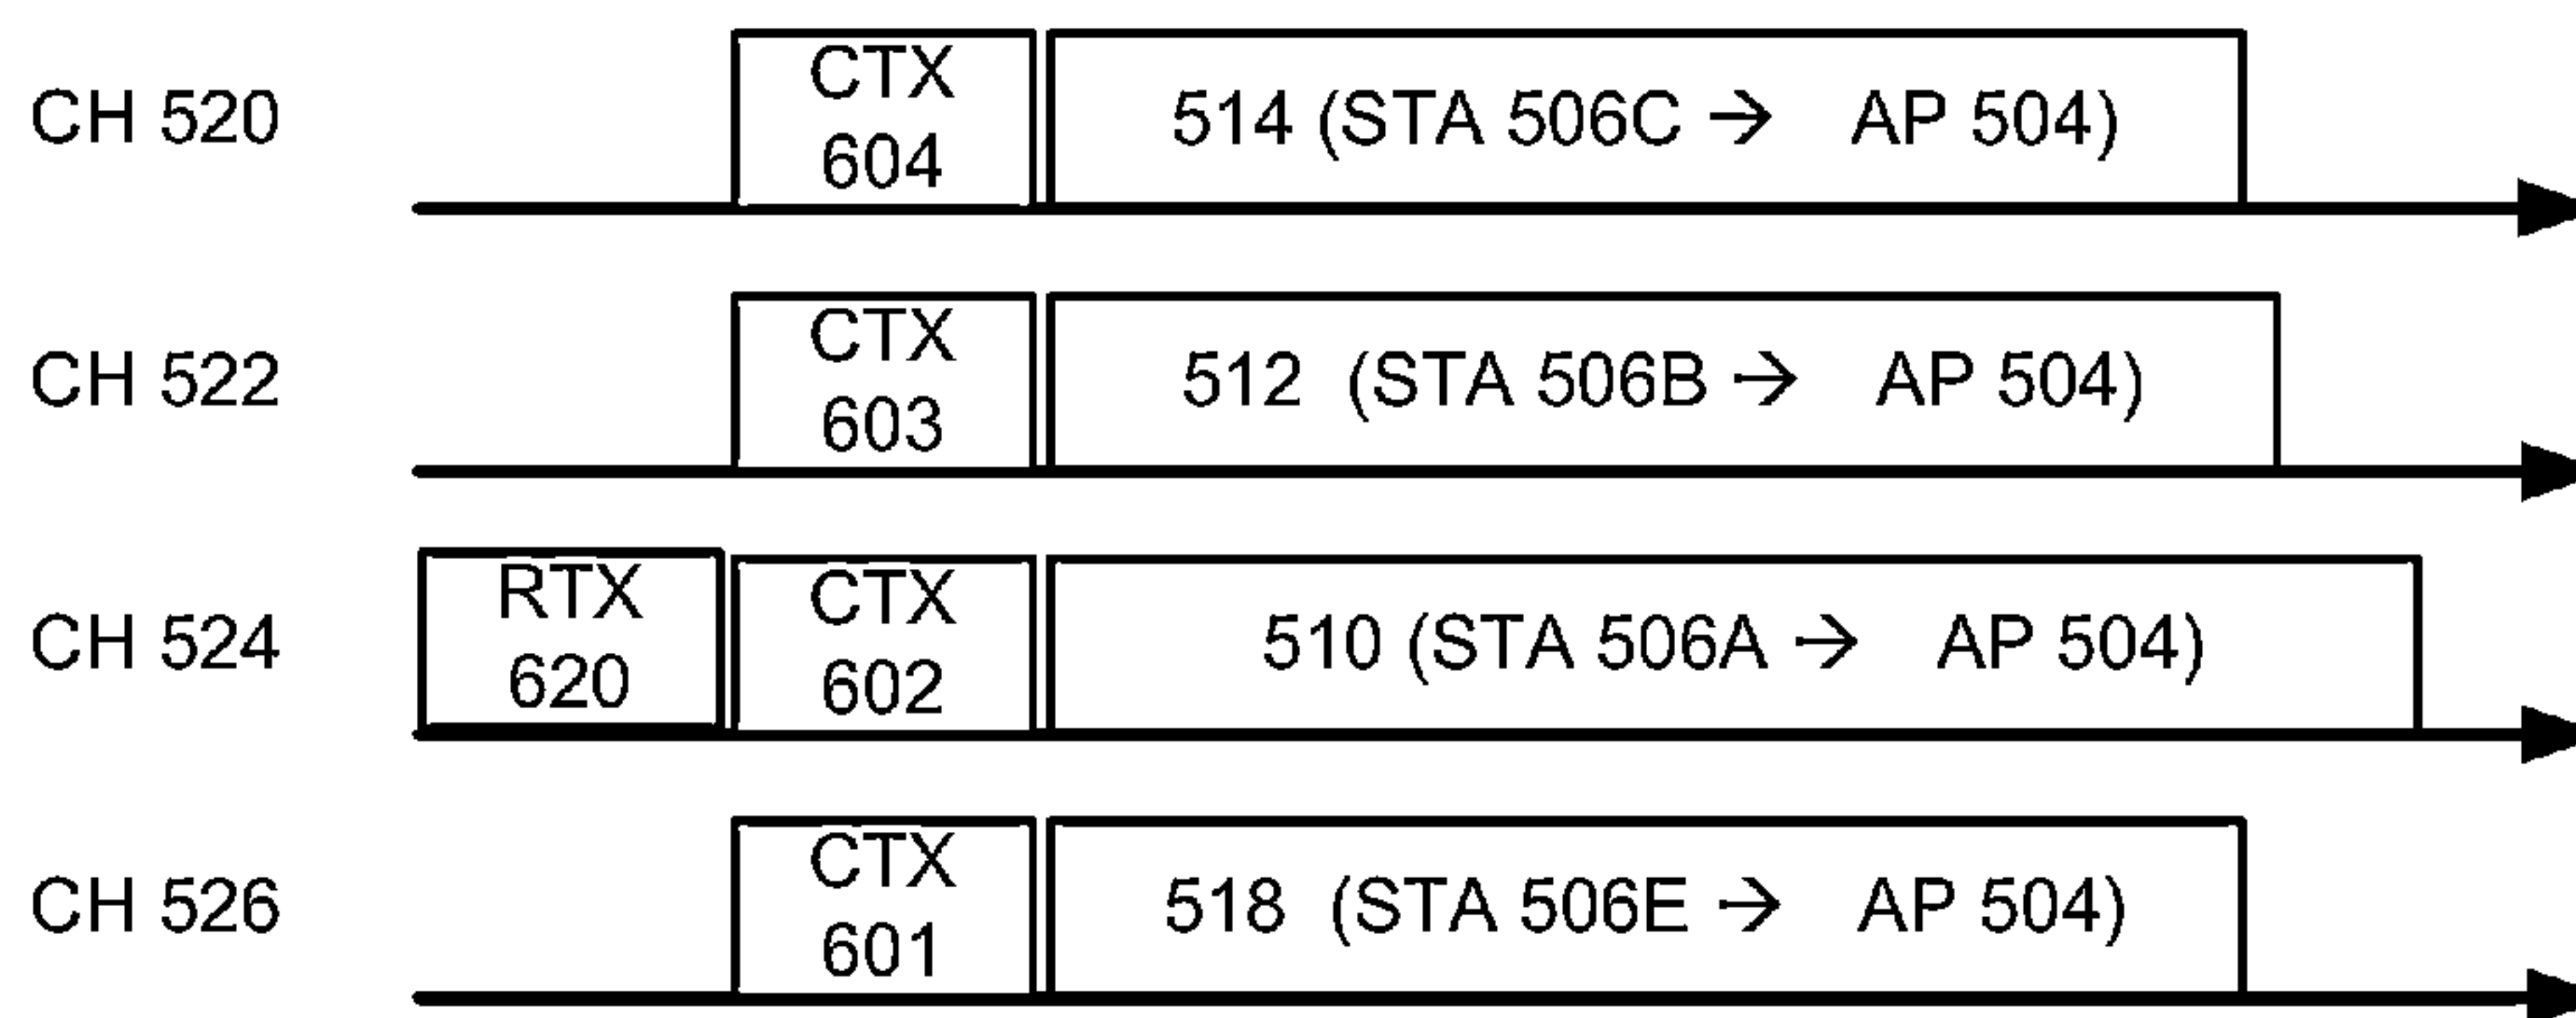 CH 520
CTX
604
514 (STA 506C → AP 504)
CH 522
CTX
603
512 (STA 506B → AP 504)
CH 524
RTX
620
CTX
602
510 (STA 506A → AP 504)
CH 526
CTX
601
518 (STA 506E → AP 504)